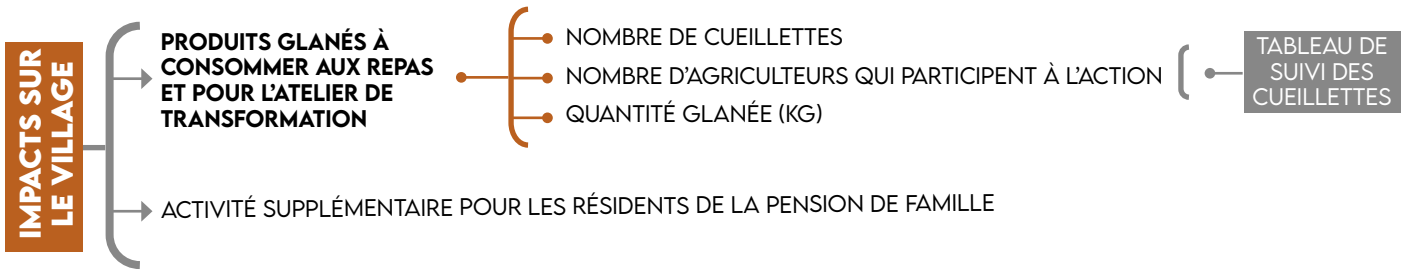 IMPACTS SUR
LE VILLAGE
PRODUITS GLANÉS À
CONSOMMER AUX REPAS
ET POUR L'ATELIER DE
TRANSFORMATION
NOMBRE DE CUEILLETTES
NOMBRE D'AGRICULTEURS QUI PARTICIPENT À L'ACTION
QUANTITÉ GLANÉE (KG)
TABLEAU DE
SUIVI DES
CUEILLETTES
ACTIVITÉ SUPPLÉMENTAIRE POUR LES RÉSIDENTS DE LA PENSION DE FAMILLE